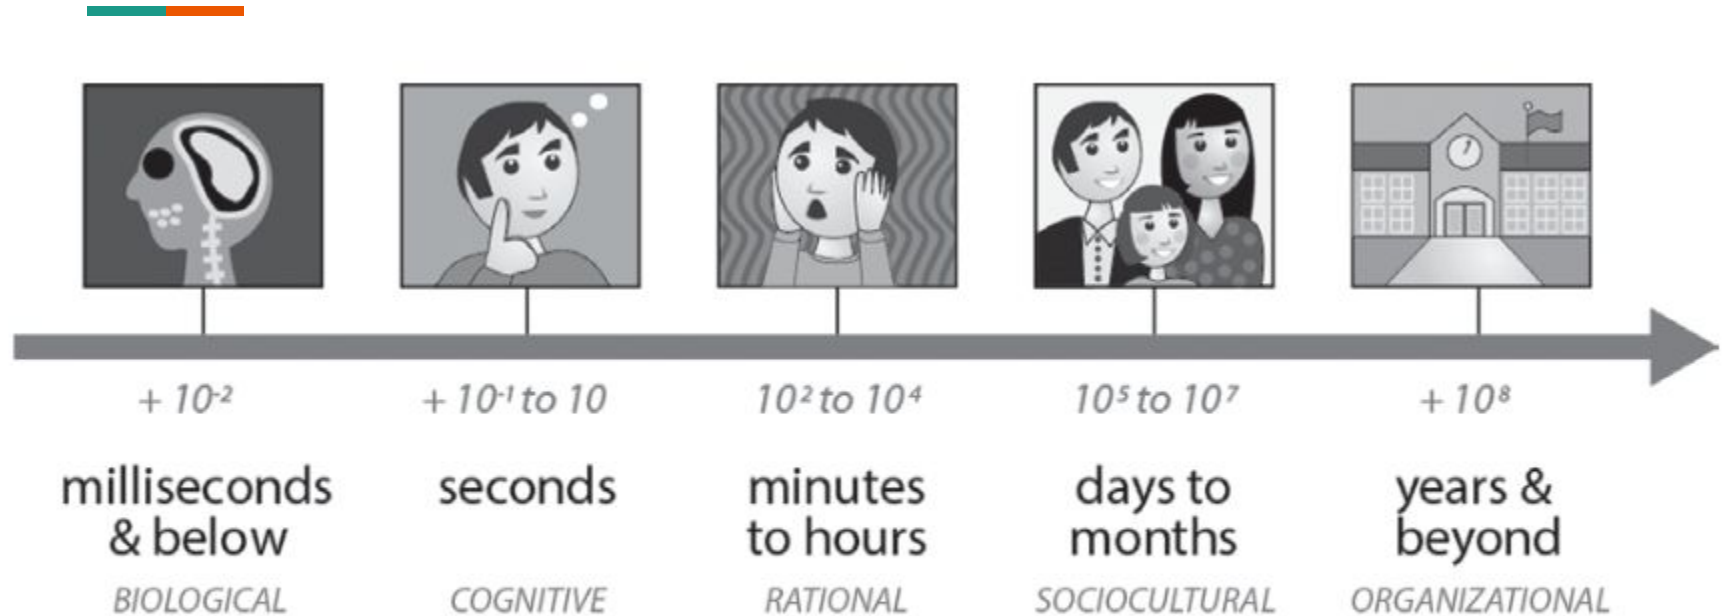 + 10⁻²
+ 10⁻¹ to 10
10² to 10⁴
10⁵ to 10⁷
+ 10⁸
milliseconds
& below
seconds
minutes
to hours
days to
months
years &
beyond
BIOLOGICAL
COGNITIVE
RATIONAL
SOCIOCULTURAL
ORGANIZATIONAL